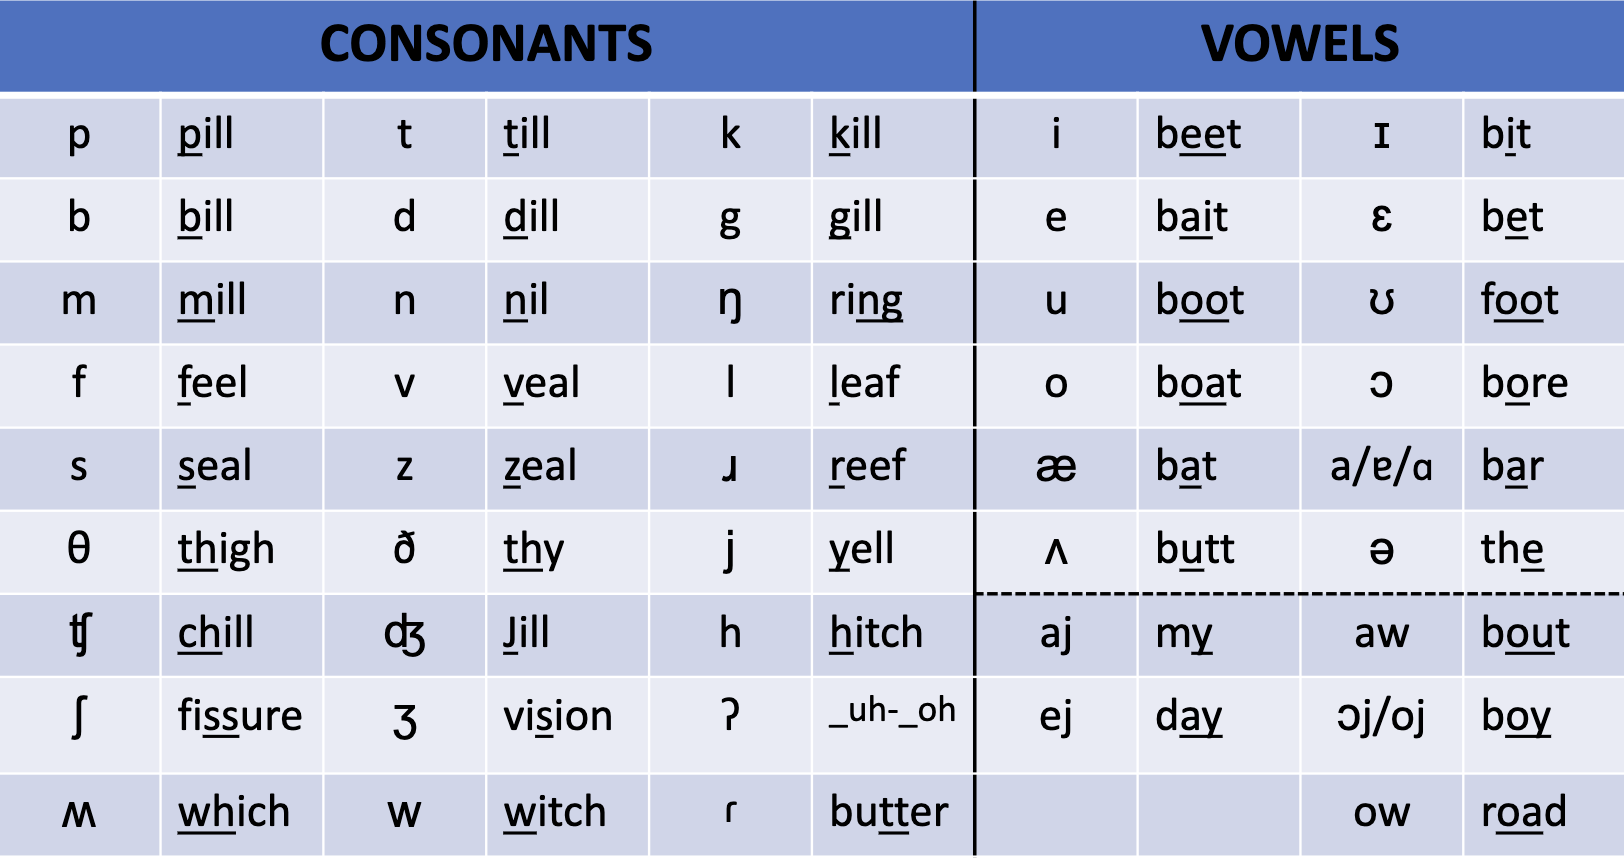 CONSONANTS VOWELS
p pill t till k kill i beet ɪ bit
b bill d dill g gill e bait ɛ bet
m mill n nil ŋ ring u boot ʊ foot
f feel v veal l leaf o boat ɔ bore
s seal z zeal ɹ reef æ bat a/ɐ/ɑ bar
θ thigh ð thy j yell ʌ butt ə the
ʧ chill ʤ Jill h hitch aj my aw bout
ʃ fissure ʒ vision ʔ _uh-_oh ej day ɔj/oj boy
ʍ which w witch ɾ butter ow road